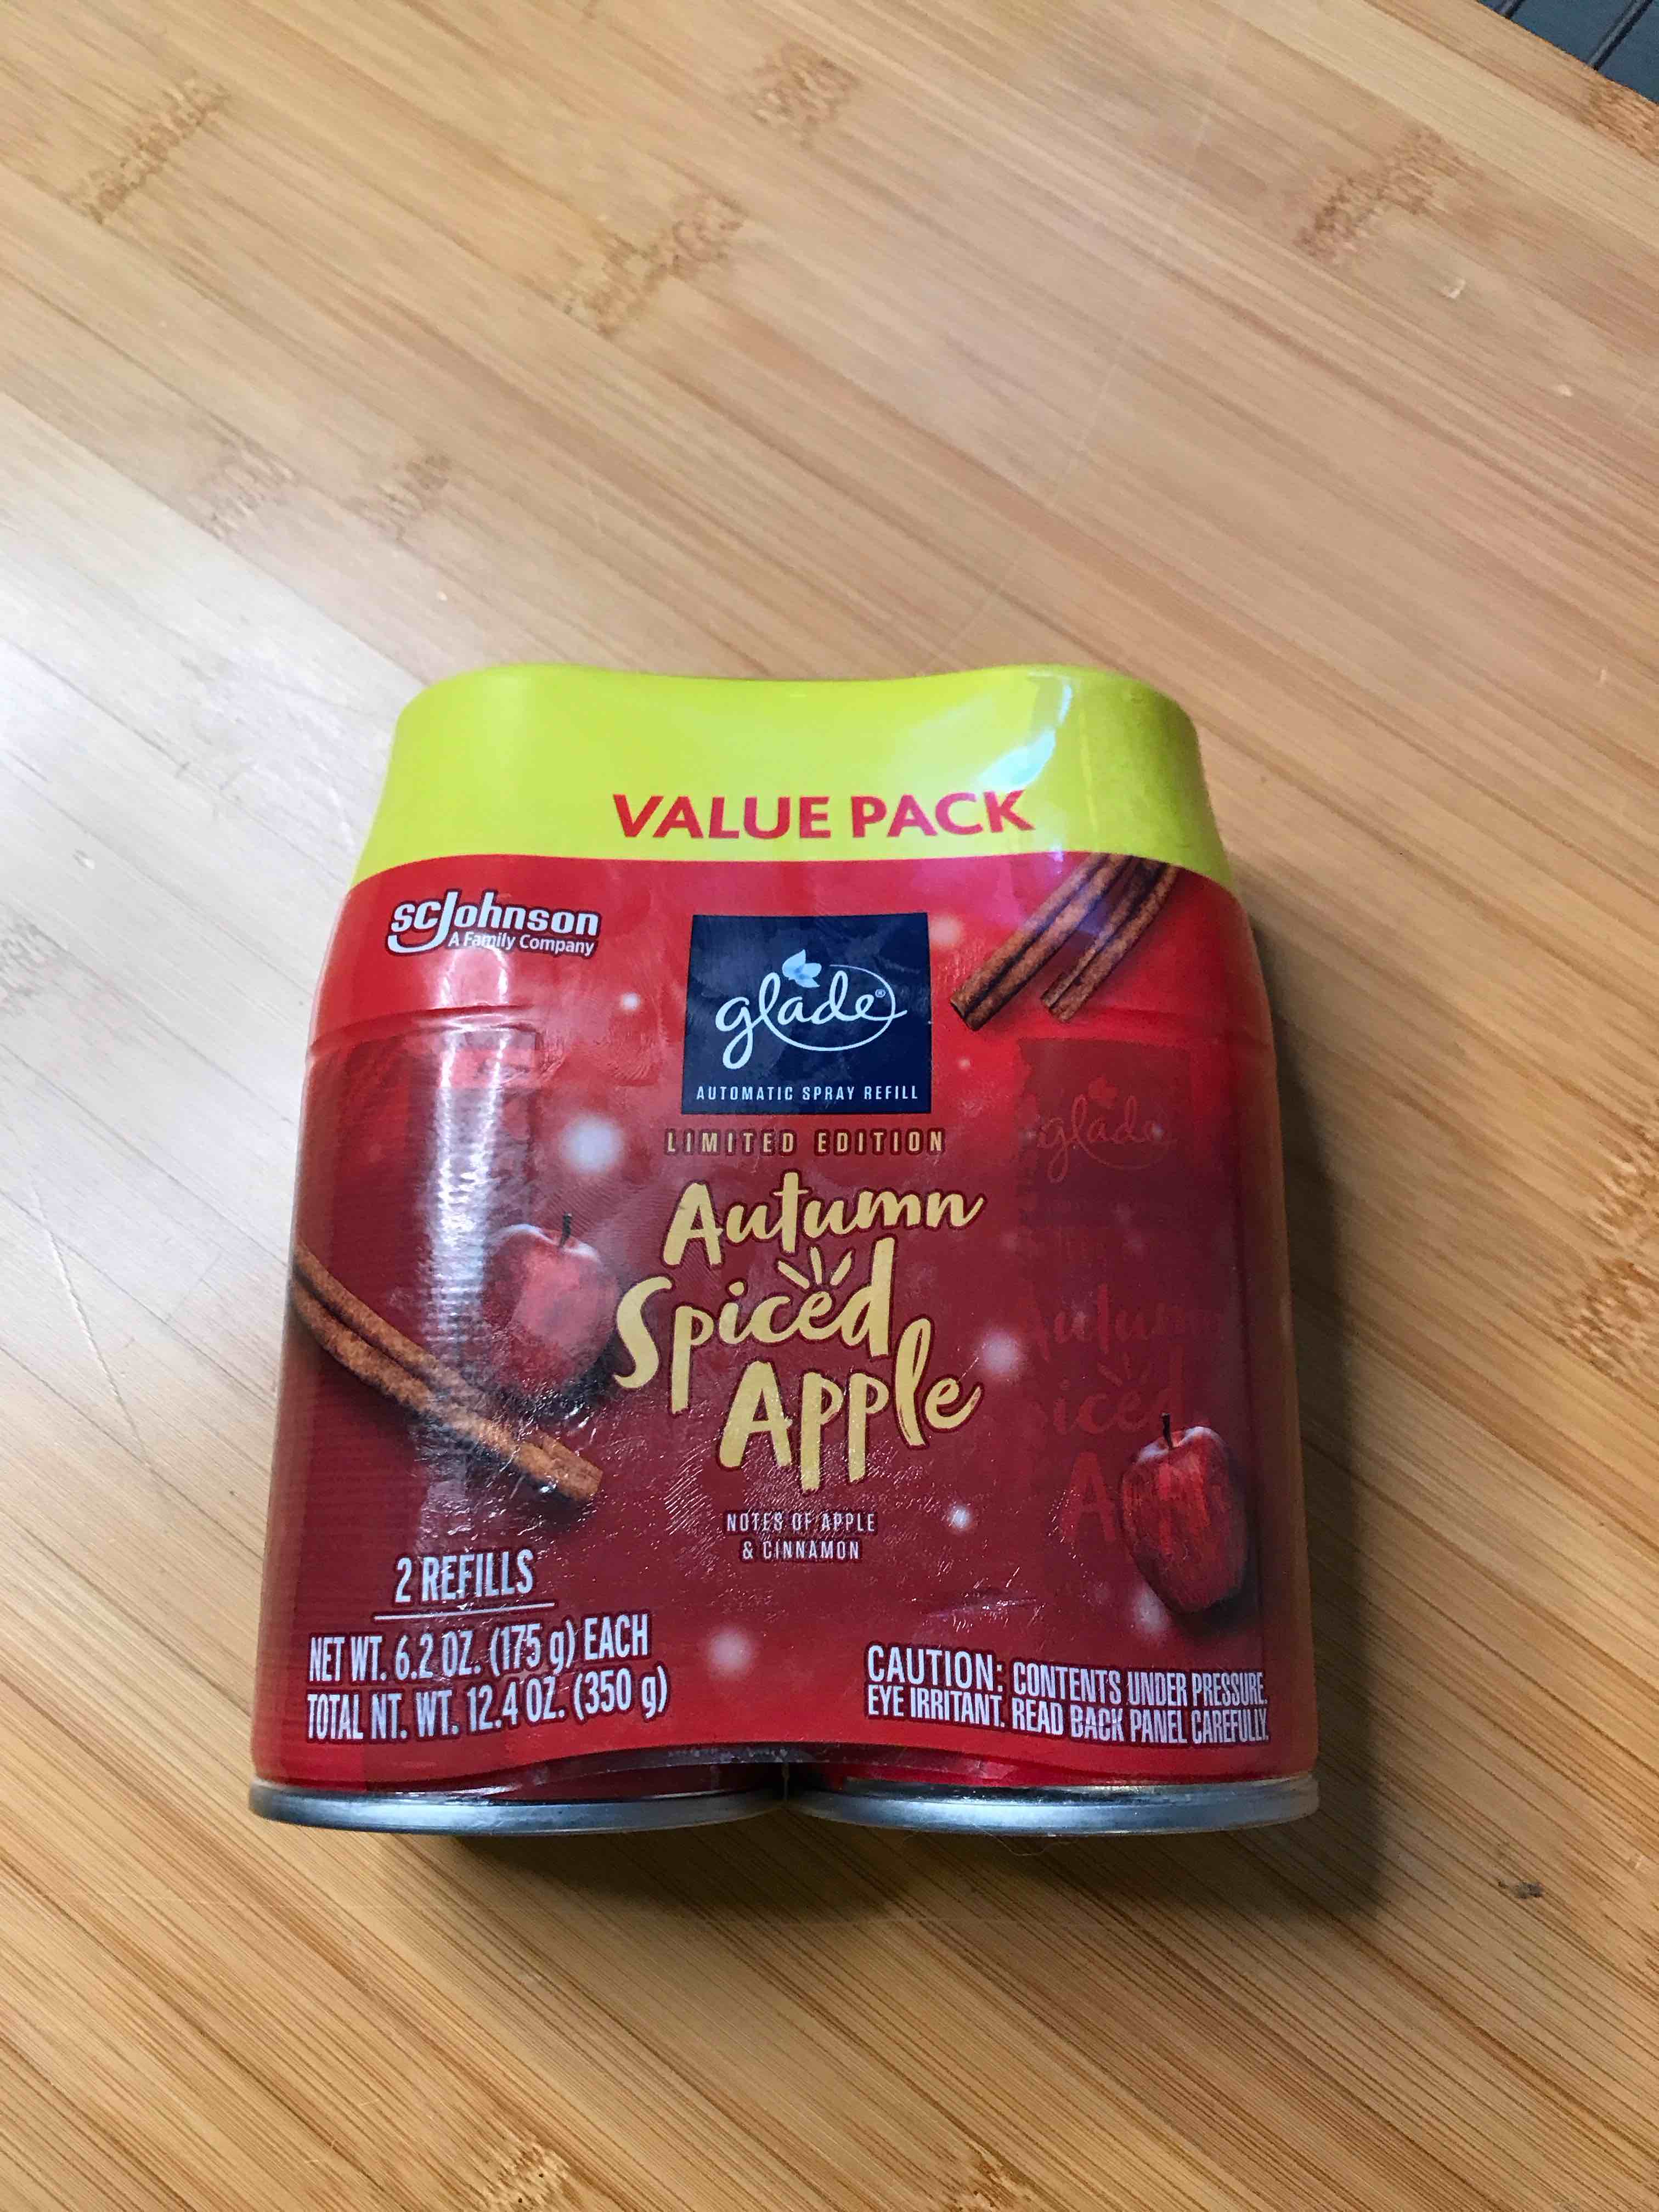 VALUE PACK
SCJohnson
A Family Company
glade®
AUTOMATIC SPRAY REFILL
LIMITED EDITION
Autumn
Spiced
Apple
NOTES OF APPLE
& CINNAMON
2 REFILLS
NET WT. 6.2 OZ. (175 g) EACH
TOTAL NT. WT. 12.4 OZ. (350 g)
CAUTION: CONTENTS UNDER PRESSURE.
EYE IRRITANT. READ BACK PANEL CAREFULLY.
glade